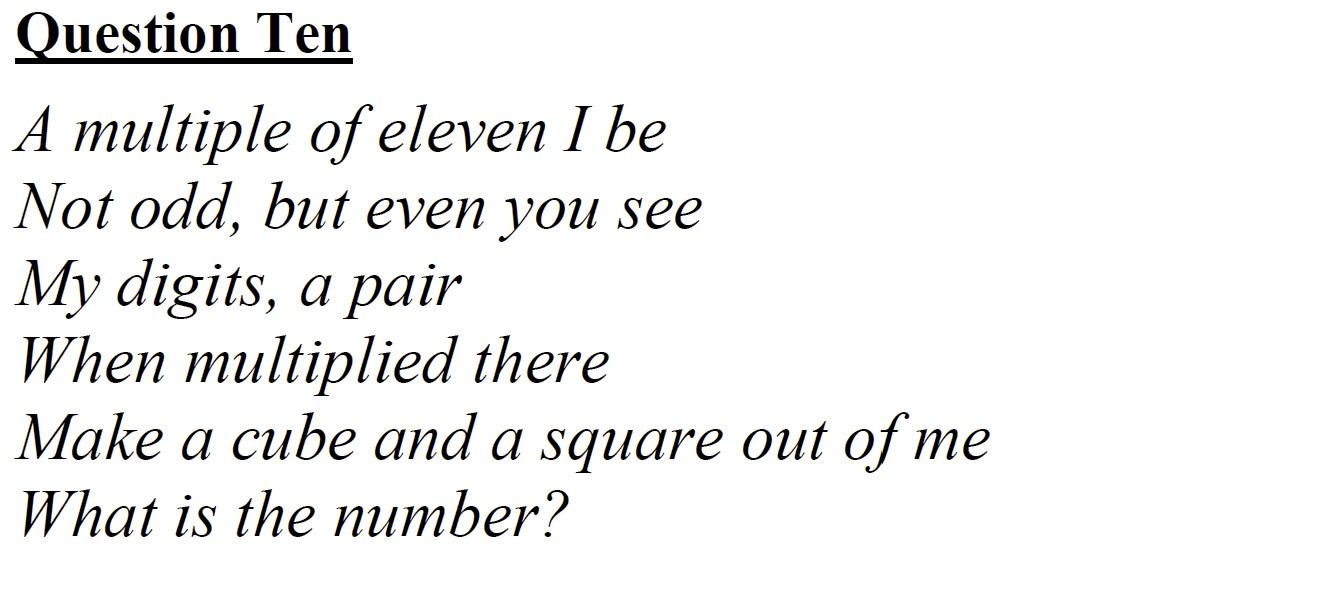 Question Ten
A multiple of eleven I be
Not odd, but even you see
My digits, a pair
When multiplied there
Make a cube and a square out of me
What is the number?